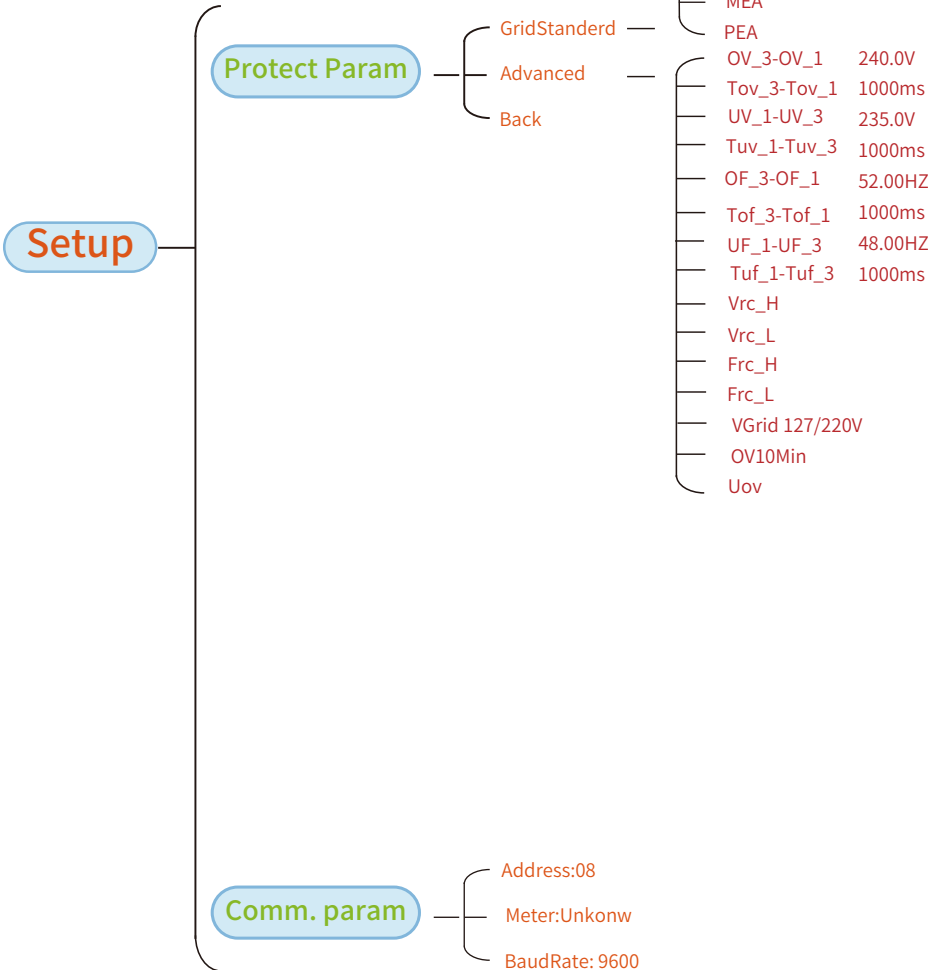 Setup
Protect Param
GridStanderd
Advanced
Back
MEA
PEA
OV_3-OV_1 240.0V
Tov_3-Tov_1 1000ms
UV_1-UV_3 235.0V
Tuv_1-Tuv_3 1000ms
OF_3-OF_1 52.00HZ
Tof_3-Tof_1 1000ms
UF_1-UF_3 48.00HZ
Tuf_1-Tuf_3 1000ms
Vrc_H
Vrc_L
Frc_H
Frc_L
VGrid 127/220V
OV10Min
Uov
Comm. param
Address:08
Meter:Unkonw
BaudRate: 9600